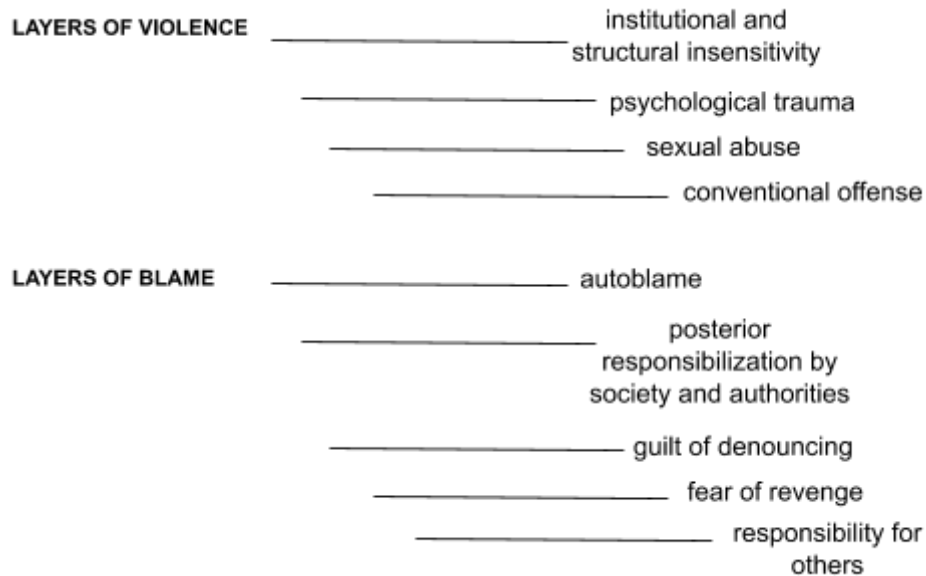 LAYERS OF VIOLENCE
institutional and
structural insensitivity
psychological trauma
sexual abuse
conventional offense
LAYERS OF BLAME
autoblame
posterior
responsibilization by
society and authorities
guilt of denouncing
fear of revenge
responsibility for
others